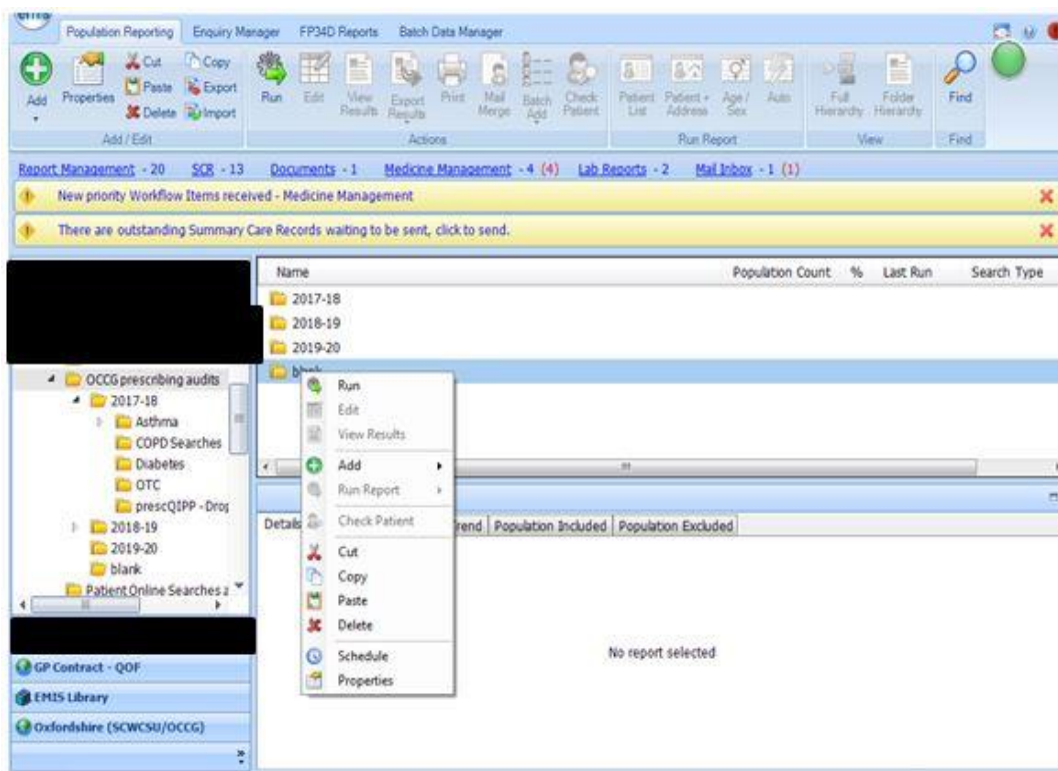 emis
Population Reporting Enquiry Manager FP34D Reports Batch Data Manager
Add Properties Cut Copy Paste Export Delete Import
Run Edit View Results Export Results Print Mail Merge Batch Add Check Patient
Patient List Patient + Address Age / Sex Auto Full Hierarchy Folder Hierarchy Find
Add / Edit Actions Run Report View Find
Report Management - 20 SCR - 13 Documents - 1 Medicine Management - 4 (4) Lab Reports - 2 Mail Inbox - 1 (1)
New priority Workflow Items received - Medicine Management
There are outstanding Summary Care Records waiting to be sent, click to send.
Name Population Count % Last Run Search Type
2017-18
2018-19
2019-20
blank
OCCG prescribing audits
2017-18
Asthma
COPD Searches
Diabetes
OTC
prescQIPP - Drop
2018-19
2019-20
blank
Patient Online Searches
Run
Edit
View Results
Add
Run Report
Check Patient
Cut
Copy
Paste
Delete
Schedule
Properties
Details Trend Population Included Population Excluded
No report selected
GP Contract - QOF
EMIS Library
Oxfordshire (SCWCSU/OCCG)